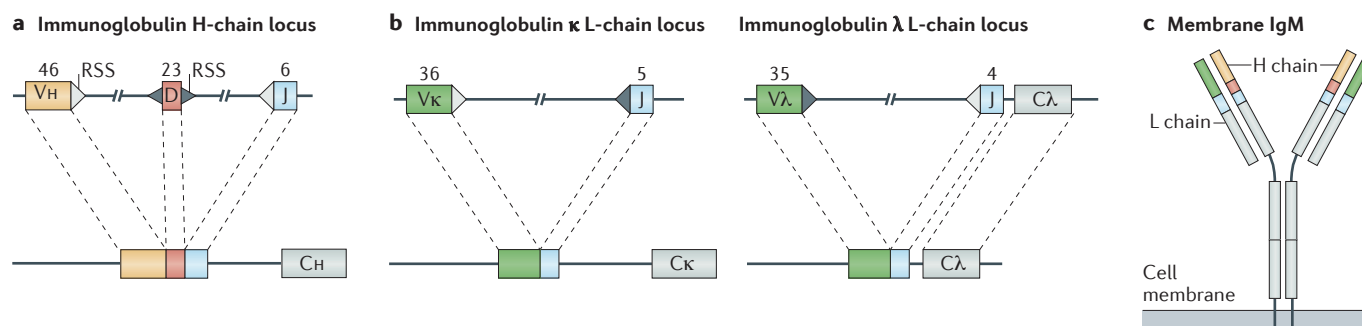 a Immunoglobulin H-chain locus
46 RSS 23 RSS 6
VH D J
CH
b Immunoglobulin κ L-chain locus
36 5
Vκ J
Cκ
Immunoglobulin λ L-chain locus
35 4
Vλ J Cλ
Cλ
c Membrane IgM
H chain
L chain
Cell
membrane